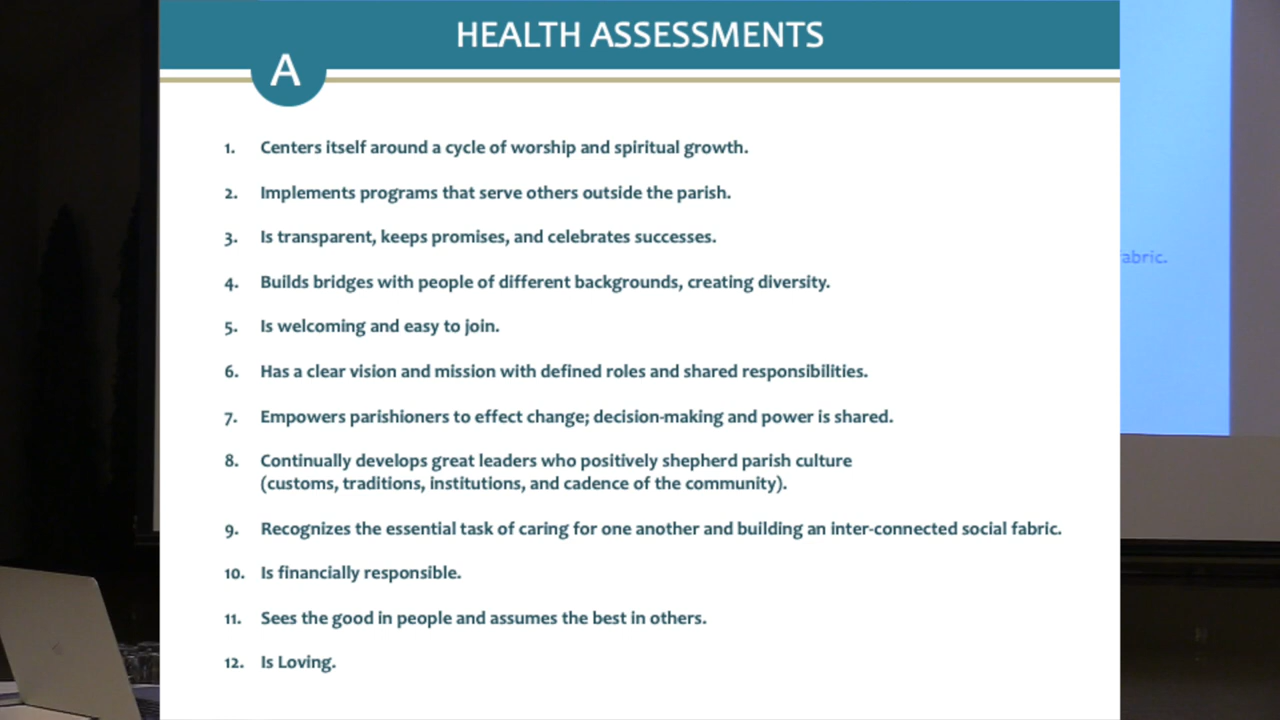 HEALTH ASSESSMENTS
A
1. Centers itself around a cycle of worship and spiritual growth.
2. Implements programs that serve others outside the parish.
3. Is transparent, keeps promises, and celebrates successes.
4. Builds bridges with people of different backgrounds, creating diversity.
5. Is welcoming and easy to join.
6. Has a clear vision and mission with defined roles and shared responsibilities.
7. Empowers parishioners to effect change; decision-making and power is shared.
8. Continually develops great leaders who positively shepherd parish culture
(customs, traditions, institutions, and cadence of the community).
9. Recognizes the essential task of caring for one another and building an inter-connected social fabric.
abric.
10. Is financially responsible.
11. Sees the good in people and assumes the best in others.
12. Is Loving.